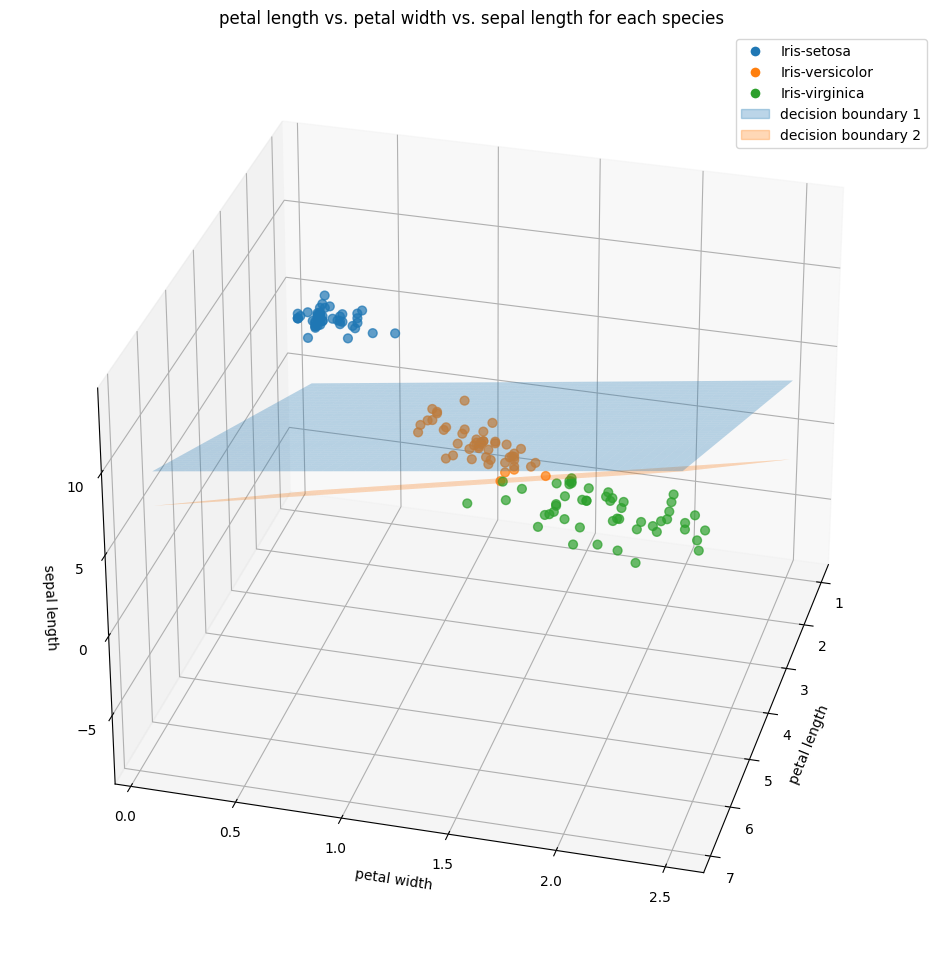 petal length vs. petal width vs. sepal length for each species
Iris-setosa
Iris-versicolor
Iris-virginica
decision boundary 1
decision boundary 2
10
5
0
−5
sepal length
0.0
0.5
1.0
1.5
2.0
2.5
petal width
1
2
3
4
5
6
7
petal length